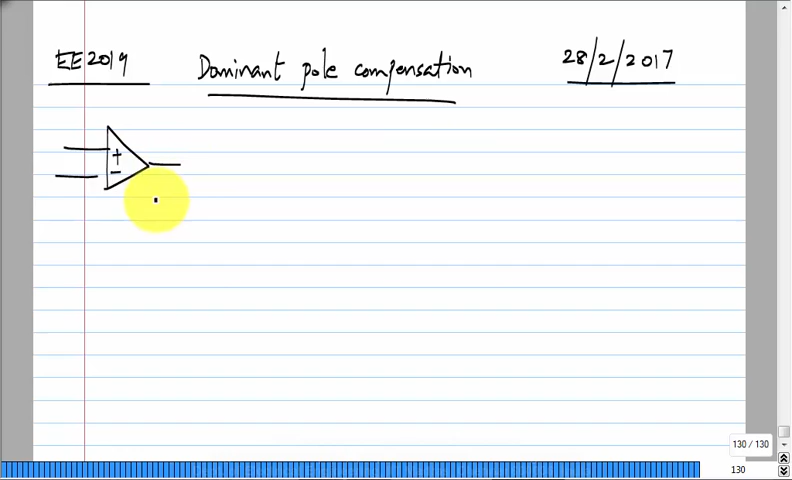 EE2019 Dominant pole compensation 28/2/2017
+
-
130 / 130
130